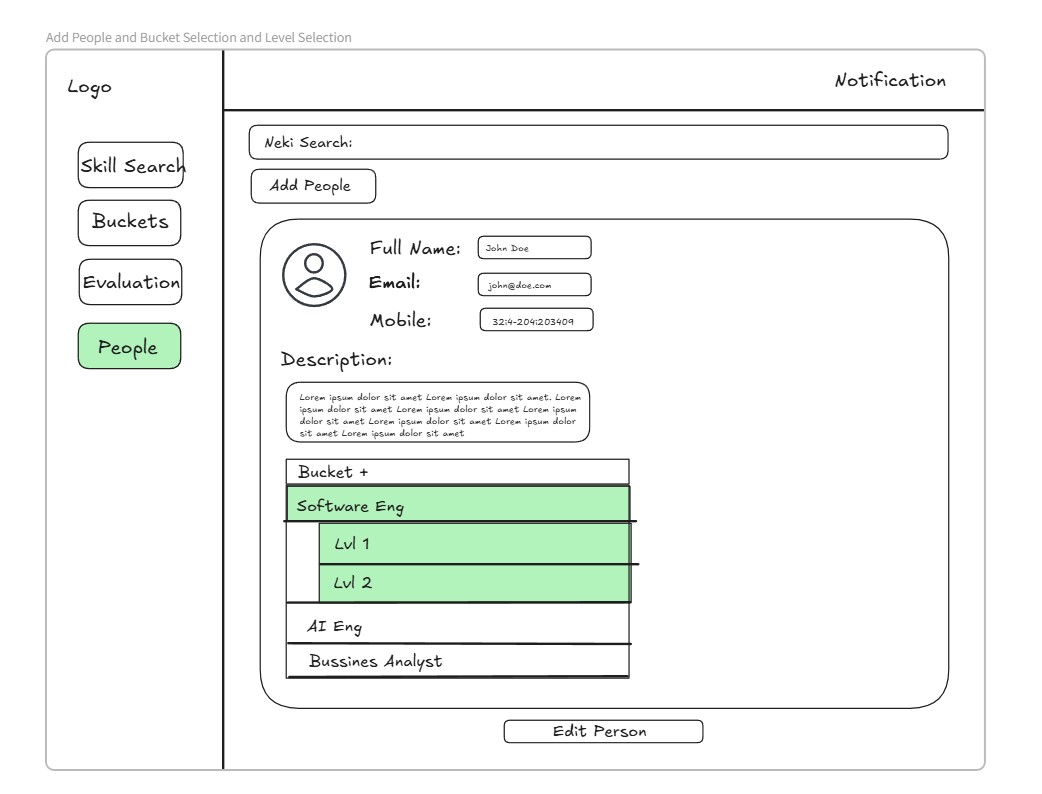 Add People and Bucket Selection and Level Selection
Logo
Notification
Skill Search
Buckets
Evaluation
People
Neki Search:
Add People
Full Name:
John Doe
Email:
john@doe.com
Mobile:
32i4-204i203409
Description:
Lorem ipsum dolor sit amet Lorem ipsum dolor sit amet. Lorem
ipsum dolor sit amet Lorem ipsum dolor sit amet Lorem ipsum
dolor sit amet Lorem ipsum dolor sit amet Lorem ipsum dolor
sit amet Lorem ipsum dolor sit amet
Bucket +
Software Eng
Lvl 1
Lvl 2
AI Eng
Bussines Analyst
Edit Person